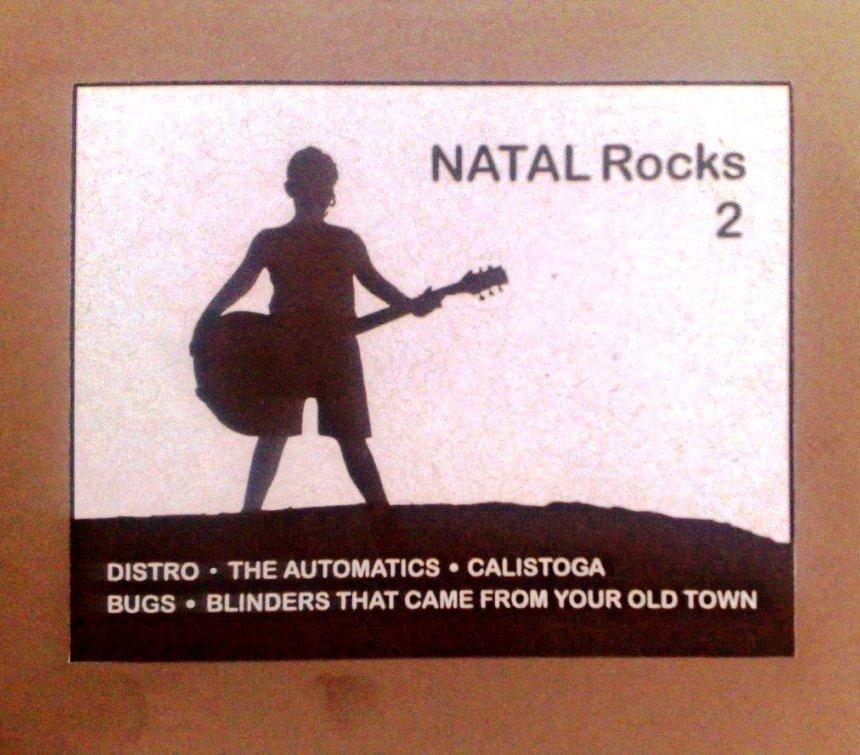 NATAL Rocks
2
DISTRO • THE AUTOMATICS • CALISTOGA
BUGS • BLINDERS THAT CAME FROM YOUR OLD TOWN